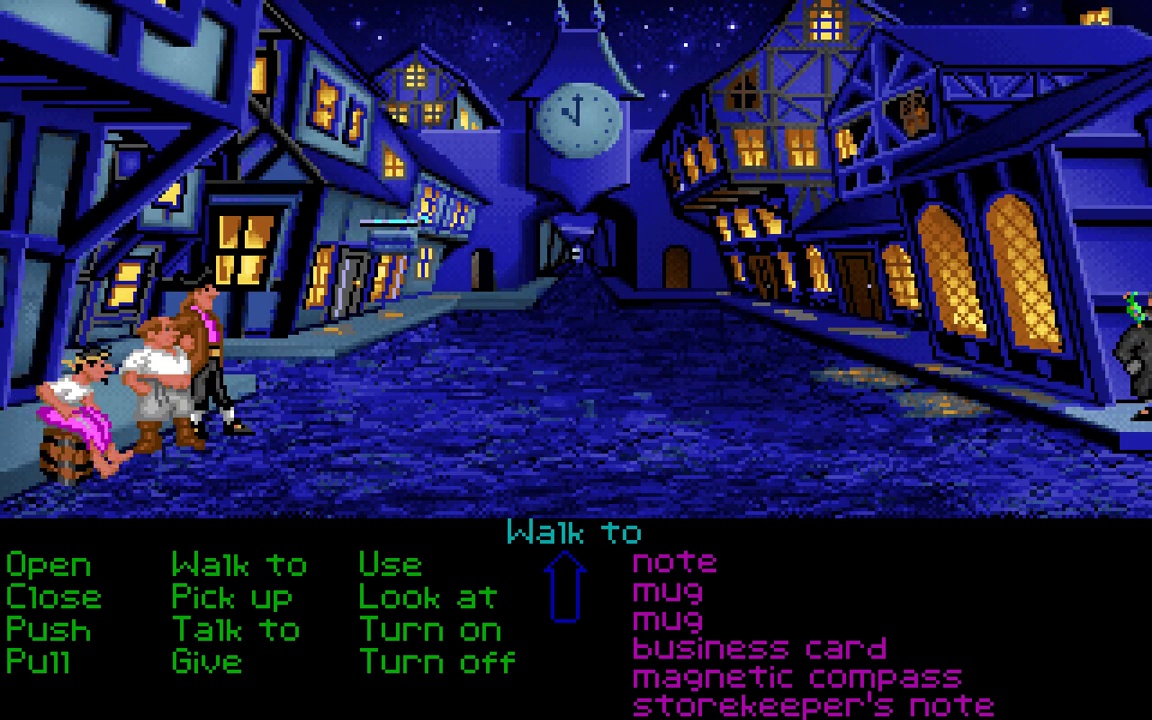 Walk to
Open Walk to Use note
Close Pick up Look at mug
Push Talk to Turn on mug
Pull Give Turn off business card
magnetic compass
storekeeper's note